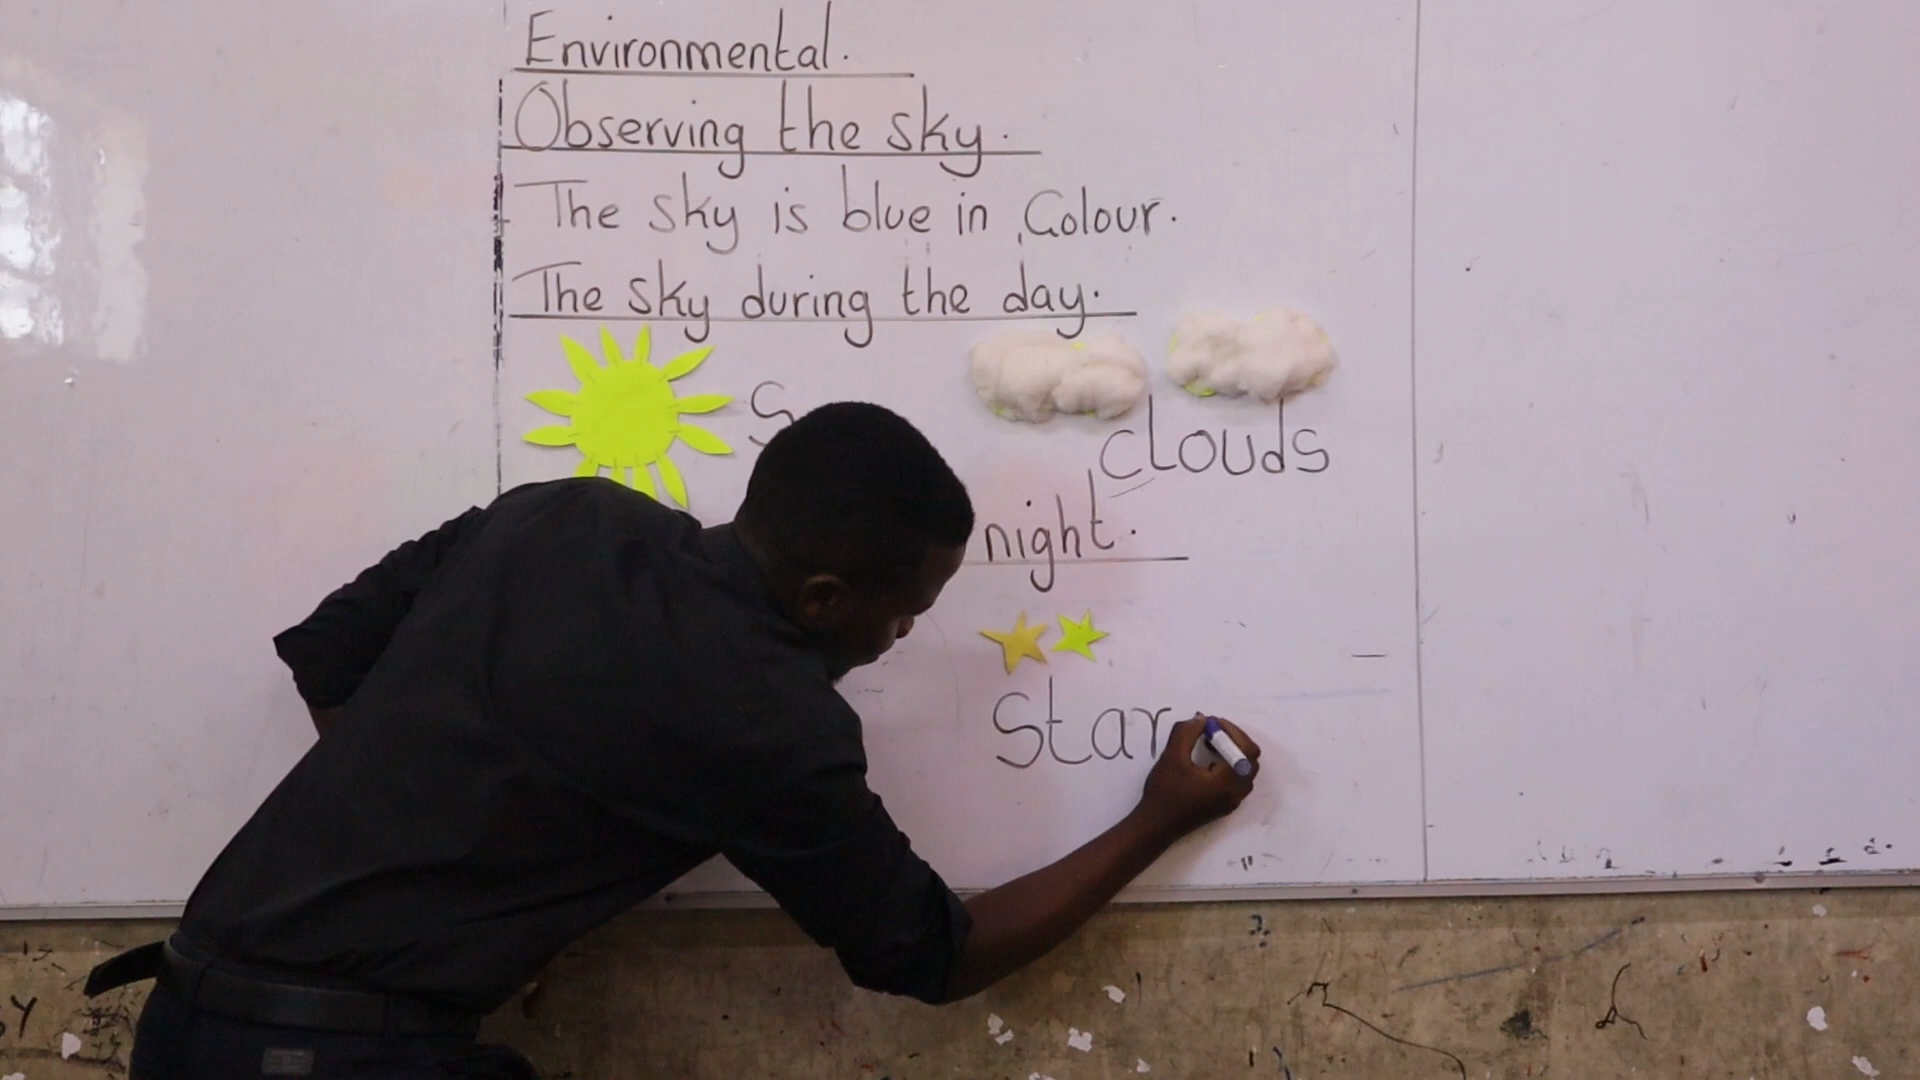 Environmental.
Observing the sky.
The sky is blue in Colour.
The sky during the day.
S
clouds
night.
Star